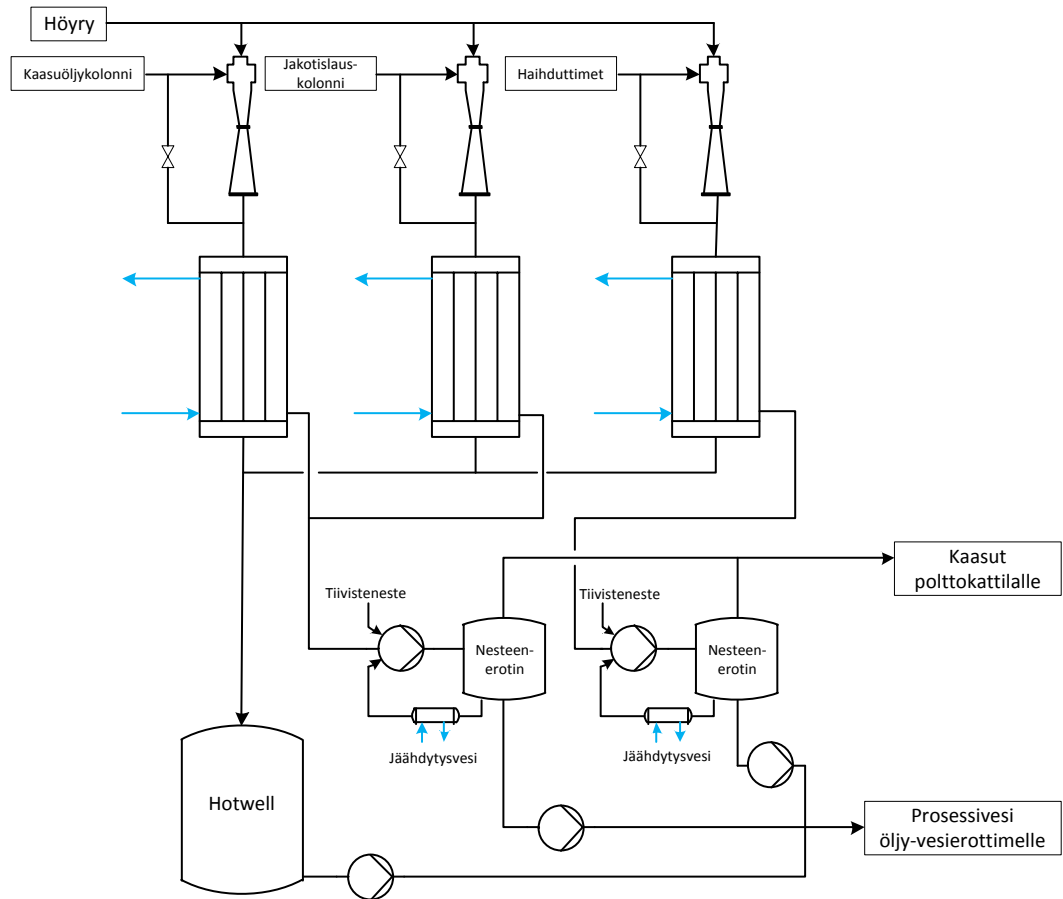 Höyry
Kaasuöljykolonni
Jakotislaus-
kolonni
Haihduttimet
Kaasut
polttokattilalle
Tiivisteneste
Tiivisteneste
Nesteen-
erotin
Nesteen-
erotin
Jäähdytysvesi
Jäähdytysvesi
Hotwell
Prosessivesi
öljy-vesierottimelle